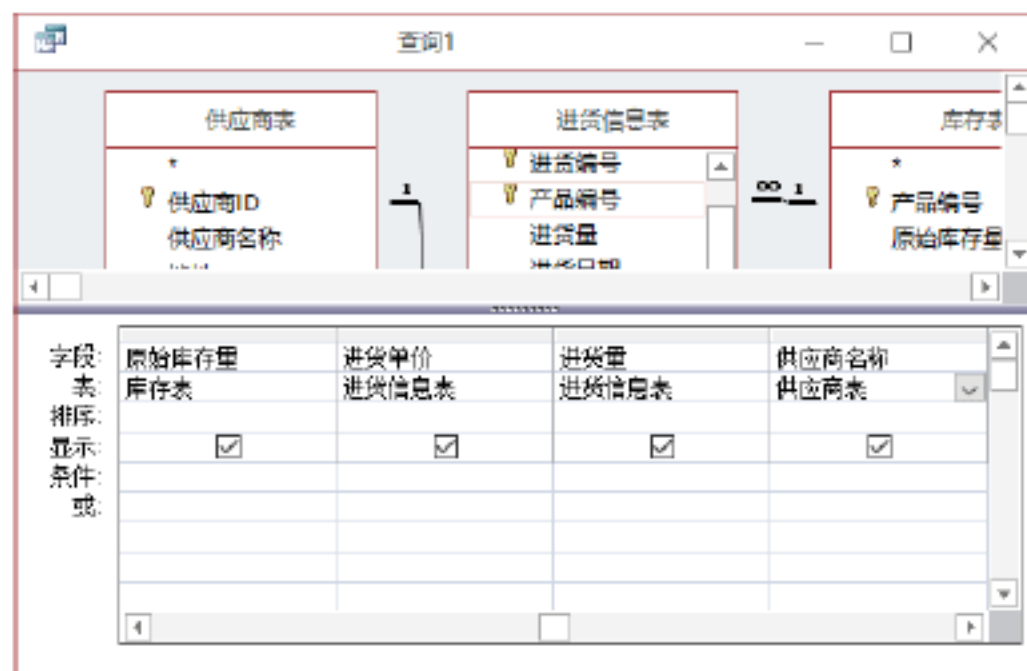 查询1
供应商表
进货信息表
库存表
*
供应商ID
供应商名称
1
进货编号
产品编号
进货量
进货日期
∞ 1
*
产品编号
原始库存量
字段: 原始库存量 进货单价 进货量 供应商名称
表: 库存表 进货信息表 进货信息表 供应商表
排序:
显示:
条件:
或: